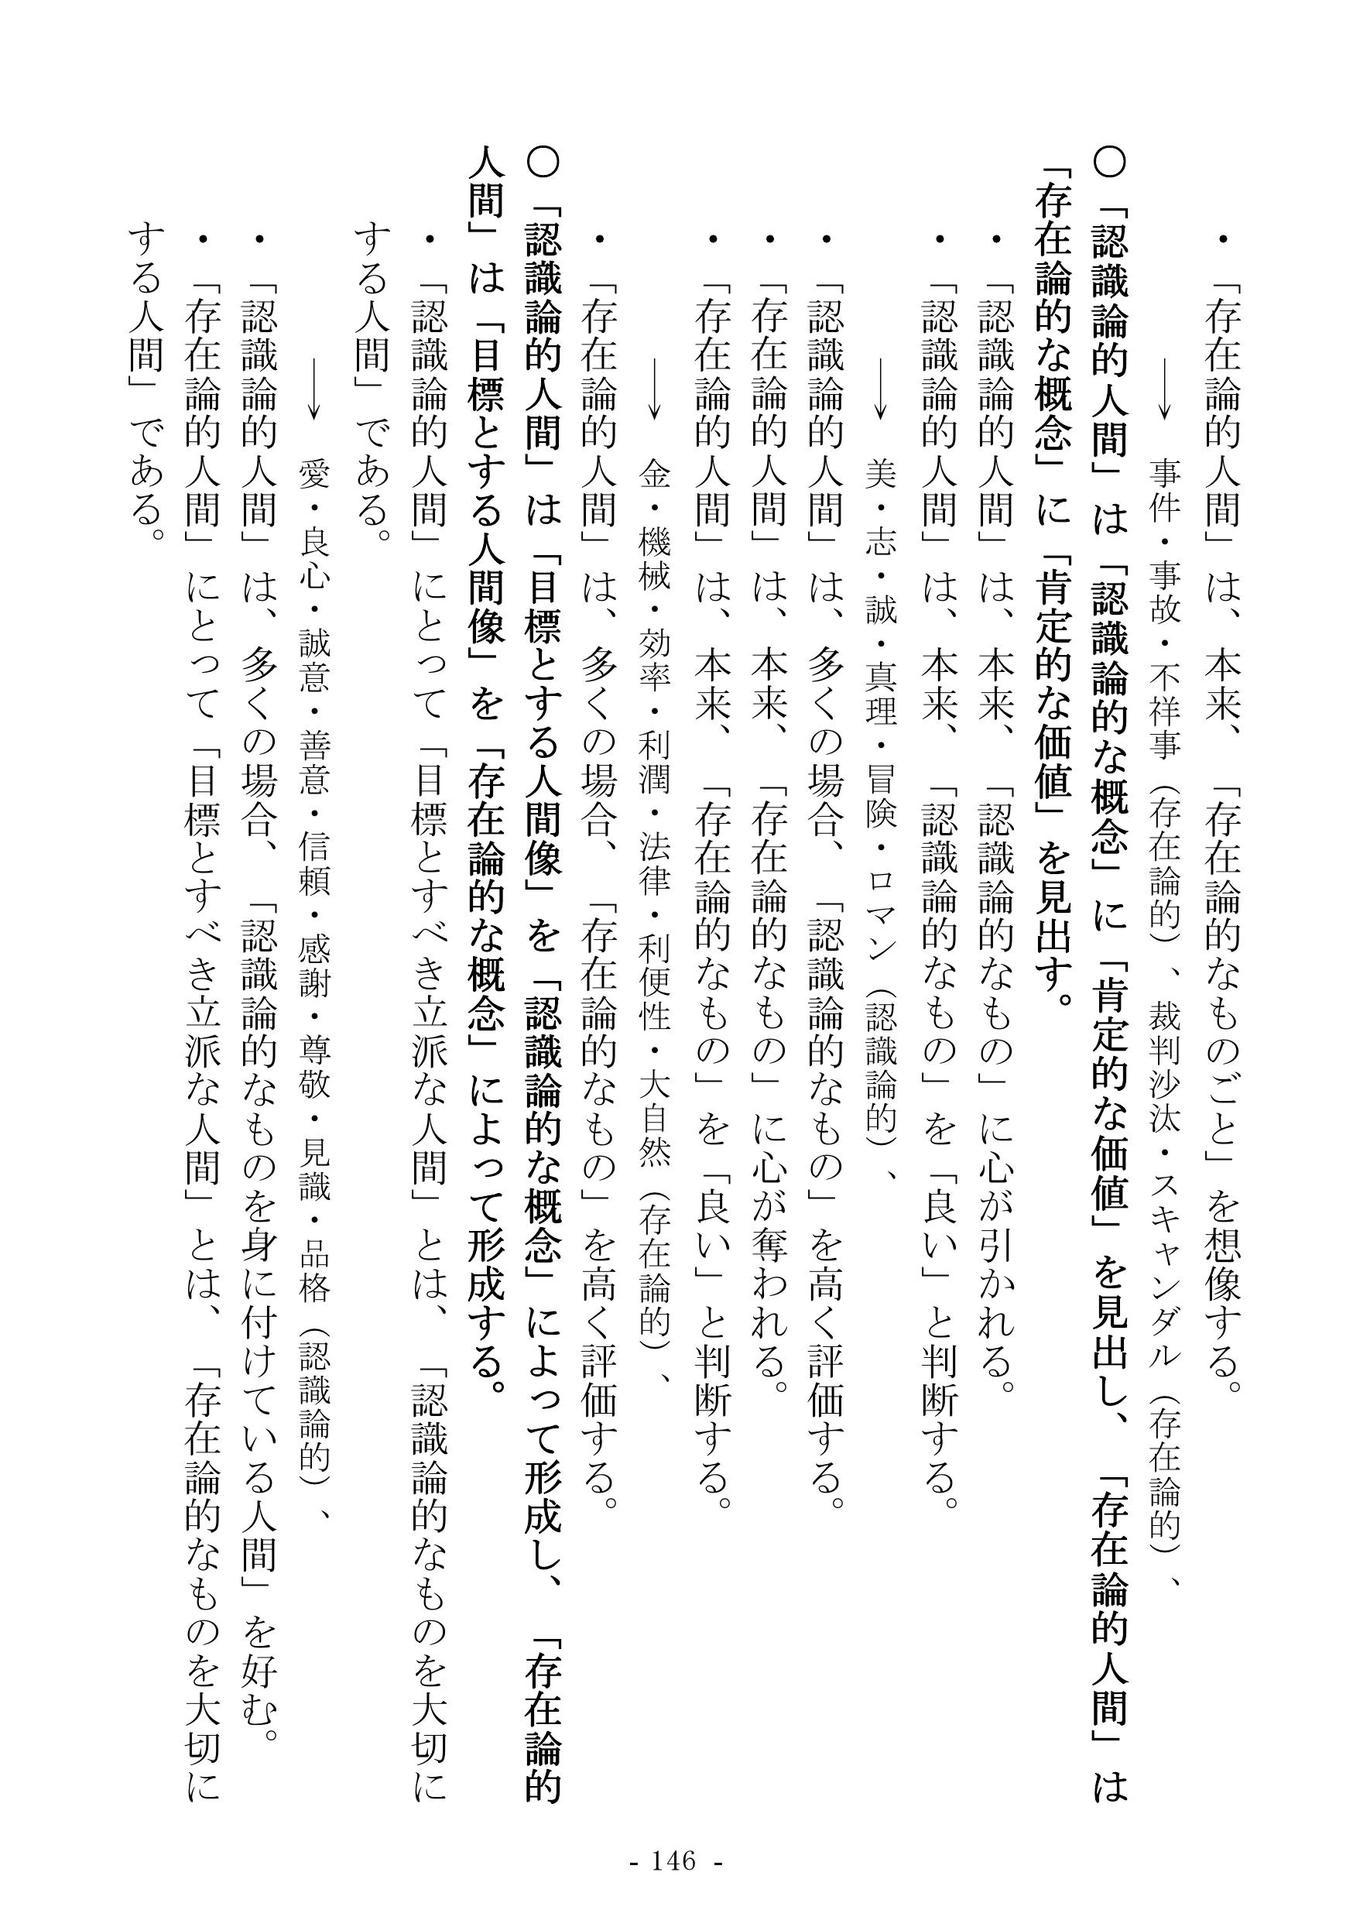 ・「存在論的人間」は、本来、「存在論的なものごと」を想像する。
→ 事件・事故・不祥事（存在論的）、裁判沙汰・スキャンダル（存在論的）、
○「認識論的人間」は「認識論的な概念」に「肯定的な価値」を見出し、「存在論的人間」は
「存在論的な概念」に「肯定的な価値」を見出す。
・「認識論的人間」は、本来、「認識論的なもの」に心が引かれる。
・「認識論的人間」は、本来、「認識論的なもの」を「良い」と判断する。
→ 美・志・誠・真理・冒険・ロマン（認識論的）、
・「認識論的人間」は、多くの場合、「認識論的なもの」を高く評価する。
・「存在論的人間」は、本来、「存在論的なもの」に心が奪われる。
・「存在論的人間」は、本来、「存在論的なもの」を「良い」と判断する。
→ 金・機械・効率・利潤・法律・利便性・大自然（存在論的）、
・「存在論的人間」は、多くの場合、「存在論的なもの」を高く評価する。
○「認識論的人間」は「目標とする人間像」を「認識論的な概念」によって形成し、「存在論的
人間」は「目標とする人間像」を「存在論的な概念」によって形成する。
・「認識論的人間」にとって「目標とすべき立派な人間」とは、「認識論的なものを大切に
する人間」である。
→ 愛・良心・誠意・善意・信頼・感謝・尊敬・見識・品格（認識論的）、
・「認識論的人間」は、多くの場合、「認識論的なものを身に付けている人間」を好む。
・「存在論的人間」にとって「目標とすべき立派な人間」とは、「存在論的なものを大切に
する人間」である。
- 146 -